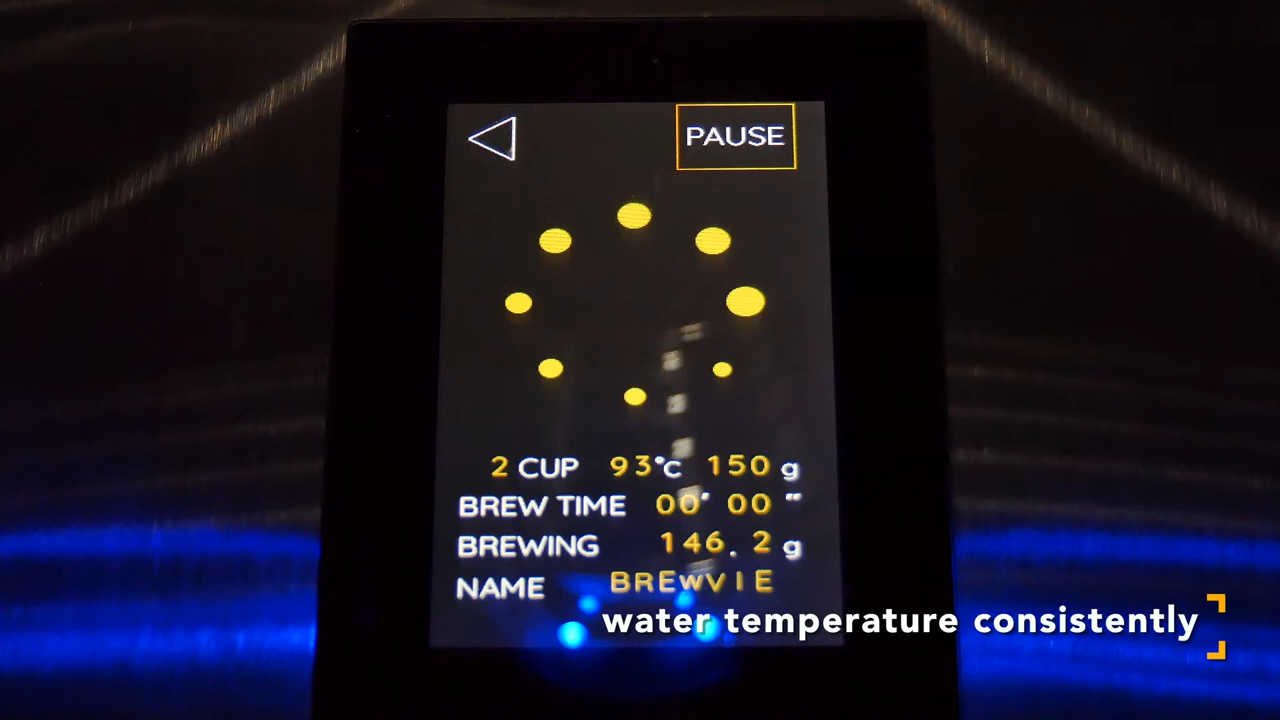 PAUSE
2 CUP 93°C 150 g
BREW TIME 00' 00 "
BREWING 146. 2 g
NAME BREWVIE
water temperature consistently